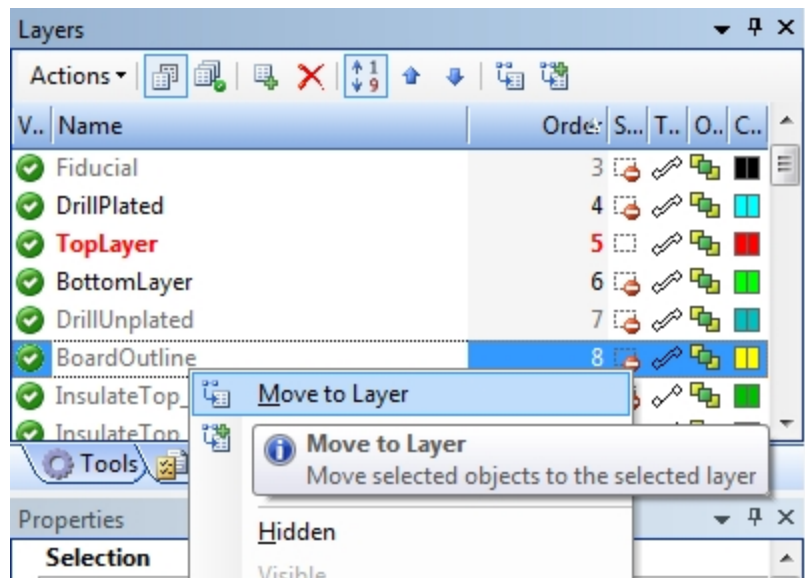 Layers
Actions
V.. Name Order S... T.. O.. C..
Fiducial 3
DrillPlated 4
TopLayer 5
BottomLayer 6
DrillUnplated 7
BoardOutline 8
InsulateTop_
InsulateTop
Move to Layer
Move to Layer
Move selected objects to the selected layer
Tools
Properties
Hidden
Selection
Visible